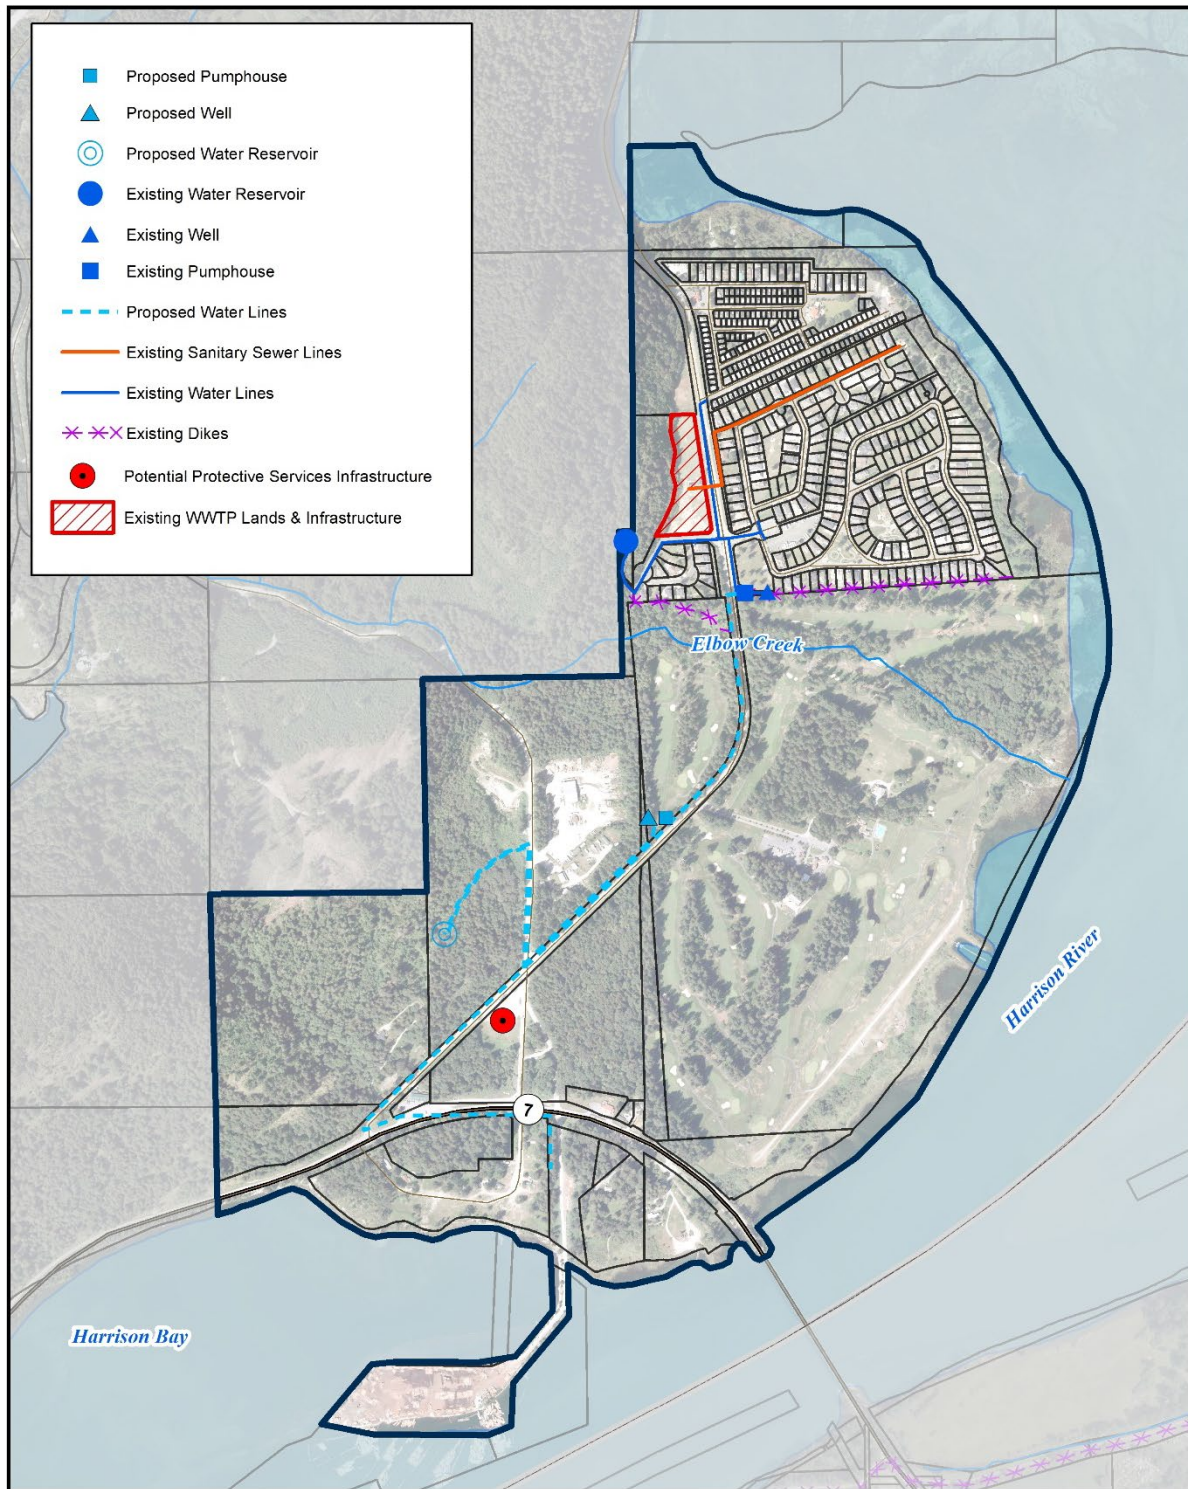 Proposed Pumphouse
Proposed Well
Proposed Water Reservoir
Existing Water Reservoir
Existing Well
Existing Pumphouse
Proposed Water Lines
Existing Sanitary Sewer Lines
Existing Water Lines
Existing Dikes
Potential Protective Services Infrastructure
Existing WWTP Lands & Infrastructure
Elbow Creek
Harrison River
7
Harrison Bay